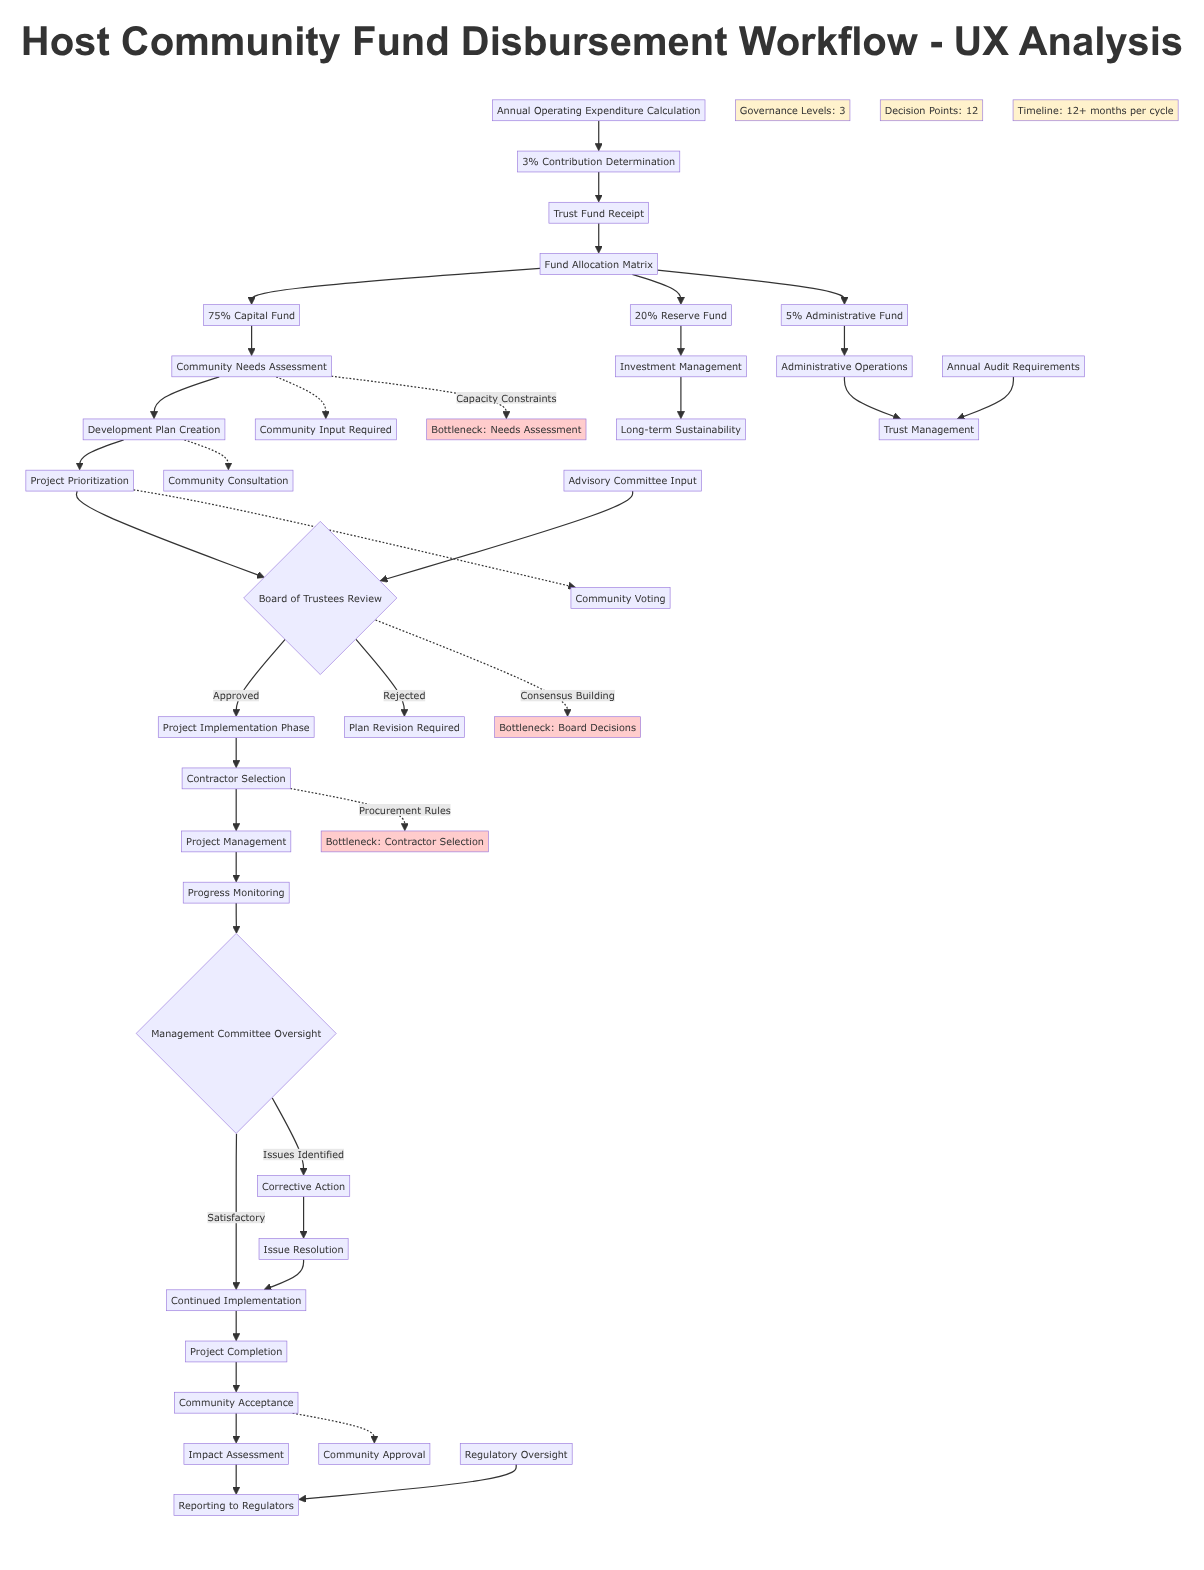 Host Community Fund Disbursement Workflow - UX Analysis
Annual Operating Expenditure Calculation
Governance Levels: 3
Decision Points: 12
Timeline: 12+ months per cycle
3% Contribution Determination
Trust Fund Receipt
Fund Allocation Matrix
75% Capital Fund
20% Reserve Fund
5% Administrative Fund
Community Needs Assessment
Investment Management
Administrative Operations
Annual Audit Requirements
Capacity Constraints
Development Plan Creation
Community Input Required
Bottleneck: Needs Assessment
Long-term Sustainability
Trust Management
Project Prioritization
Community Consultation
Advisory Committee Input
Board of Trustees Review
Community Voting
Approved
Rejected
Consensus Building
Project Implementation Phase
Plan Revision Required
Bottleneck: Board Decisions
Contractor Selection
Procurement Rules
Project Management
Bottleneck: Contractor Selection
Progress Monitoring
Management Committee Oversight
Issues Identified
Corrective Action
Satisfactory
Issue Resolution
Continued Implementation
Project Completion
Community Acceptance
Impact Assessment
Community Approval
Regulatory Oversight
Reporting to Regulators